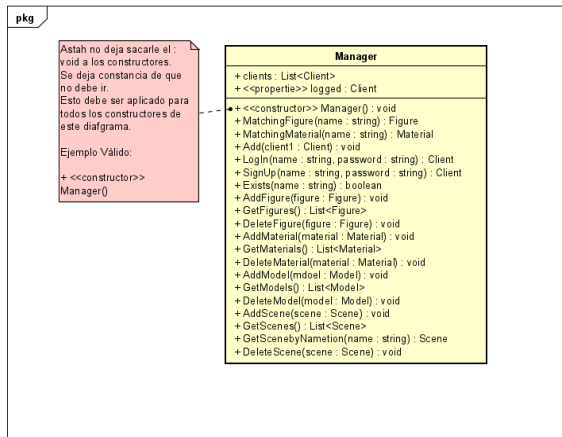 pkg
Astah no deja sacarle el :
void a los constructores.
Se deja constancia de que
no debe ir.
Esto debe ser aplicado para
todos los constructores de
este diafgrama.
Ejemplo Válido:
+ <<constructor>>
Manager()
Manager
+ clients : List<Client>
+ <<propertie>> logged : Client
+ <<constructor>> Manager() : void
+ MatchingFigure(name : string) : Figure
+ MatchingMaterial(name : string) : Material
+ Add(client1 : Client) : void
+ LogIn(name : string, password : string) : Client
+ SignUp(name : string, password : string) : Client
+ Exists(name : string) : boolean
+ AddFigure(figure : Figure) : void
+ GetFigures() : List<Figure>
+ DeleteFigure(figure : Figure) : void
+ AddMaterial(material : Material) : void
+ GetMaterials() : List<Material>
+ DeleteMaterial(material : Material) : void
+ AddModel(mdoel : Model) : void
+ GetModels() : List<Model>
+ DeleteModel(model : Model) : void
+ AddScene(scene : Scene) : void
+ GetScenes() : List<Scene>
+ GetScenebyNametion(name : string) : Scene
+ DeleteScene(scene : Scene) : void